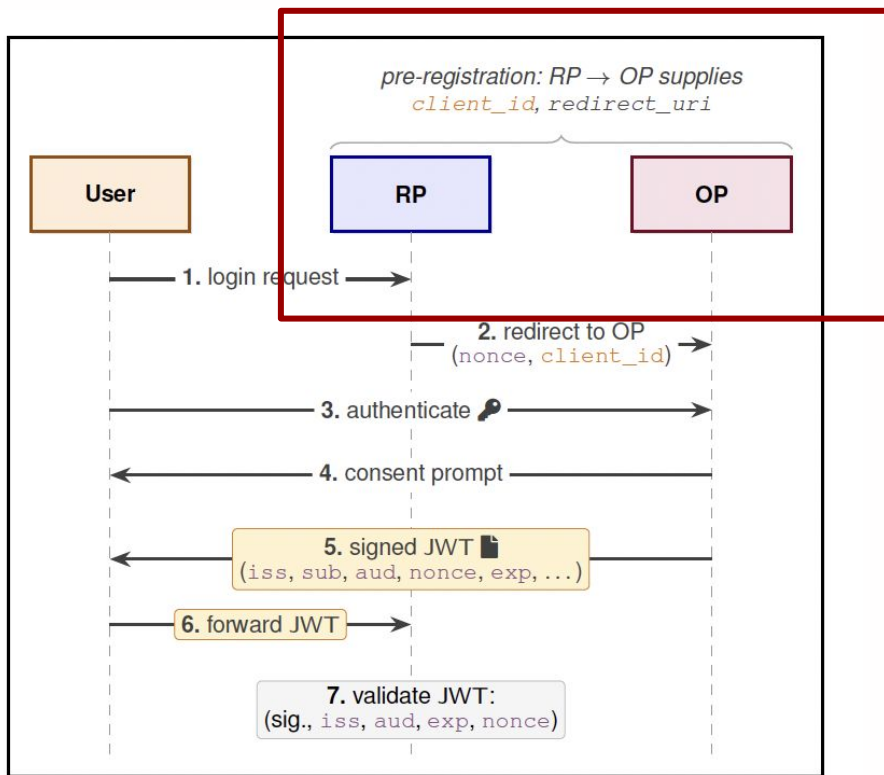 pre-registration: RP → OP supplies
client_id, redirect_uri
User
RP
OP
1. login request
2. redirect to OP
(nonce, client_id)
3. authenticate
4. consent prompt
5. signed JWT
(iss, sub, aud, nonce, exp, ...)
6. forward JWT
7. validate JWT:
(sig., iss, aud, exp, nonce)